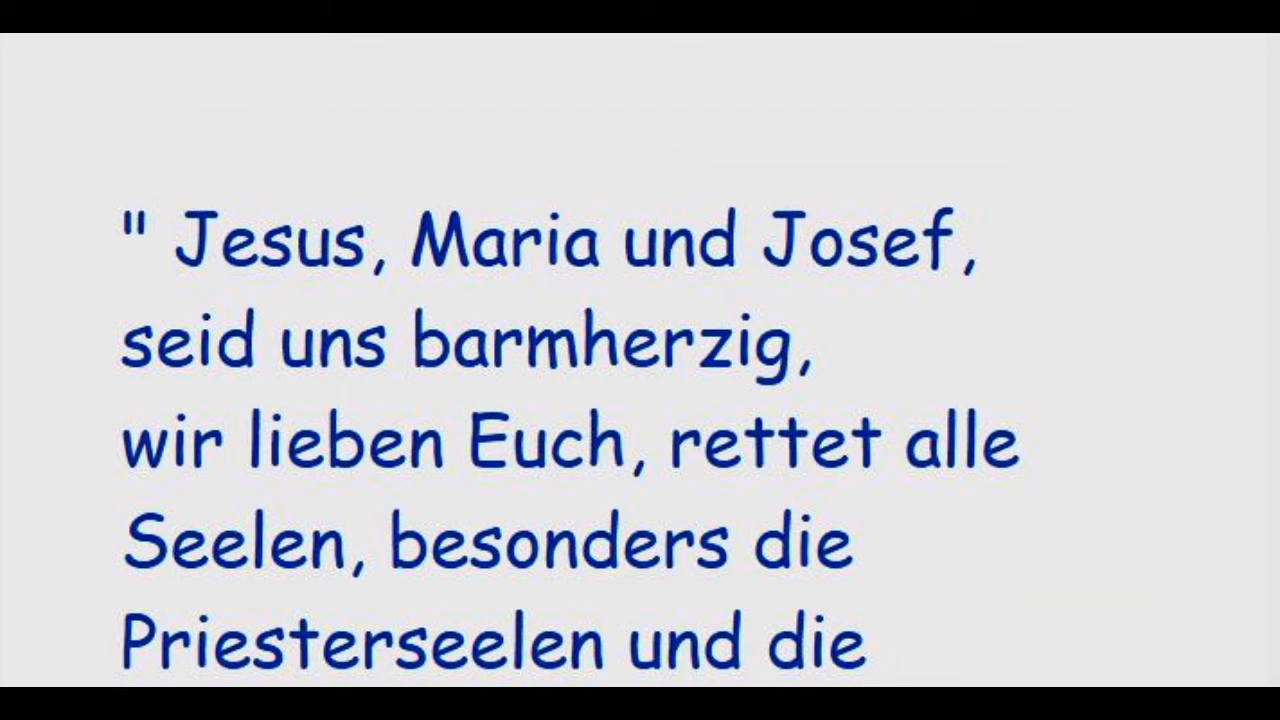 " Jesus, Maria und Josef,
seid uns barmherzig,
wir lieben Euch, rettet alle
Seelen, besonders die
Priesterseelen und die